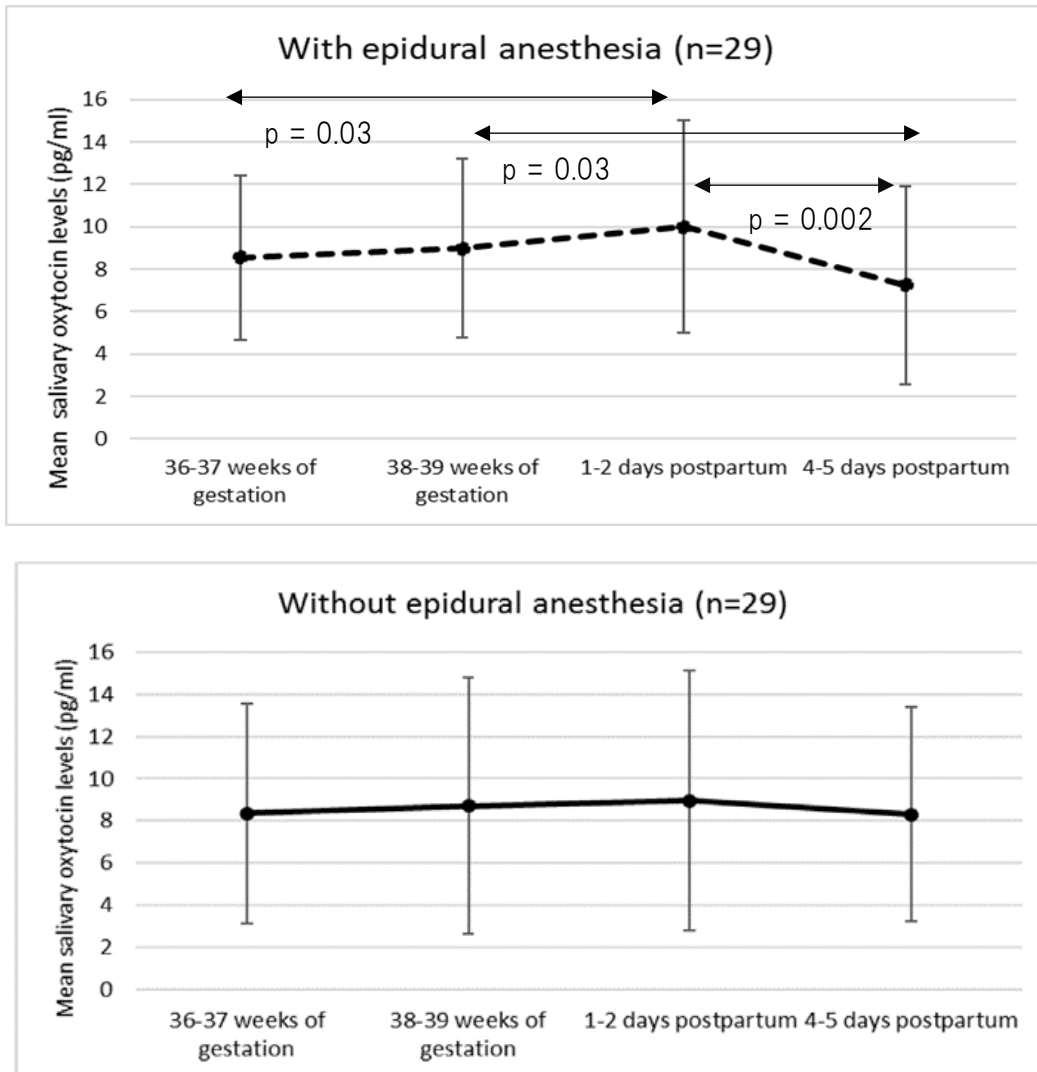 With epidural anesthesia (n=29)
Mean salivary oxytocin levels (pg/ml)
16
14
12
10
8
6
4
2
0
p = 0.03
p = 0.03
p = 0.002
36-37 weeks of
gestation
38-39 weeks of
gestation
1-2 days postpartum
4-5 days postpartum
Without epidural anesthesia (n=29)
Mean salivary oxytocin levels (pg/ml)
16
14
12
10
8
6
4
2
0
36-37 weeks of
gestation
38-39 weeks of
gestation
1-2 days postpartum
4-5 days postpartum